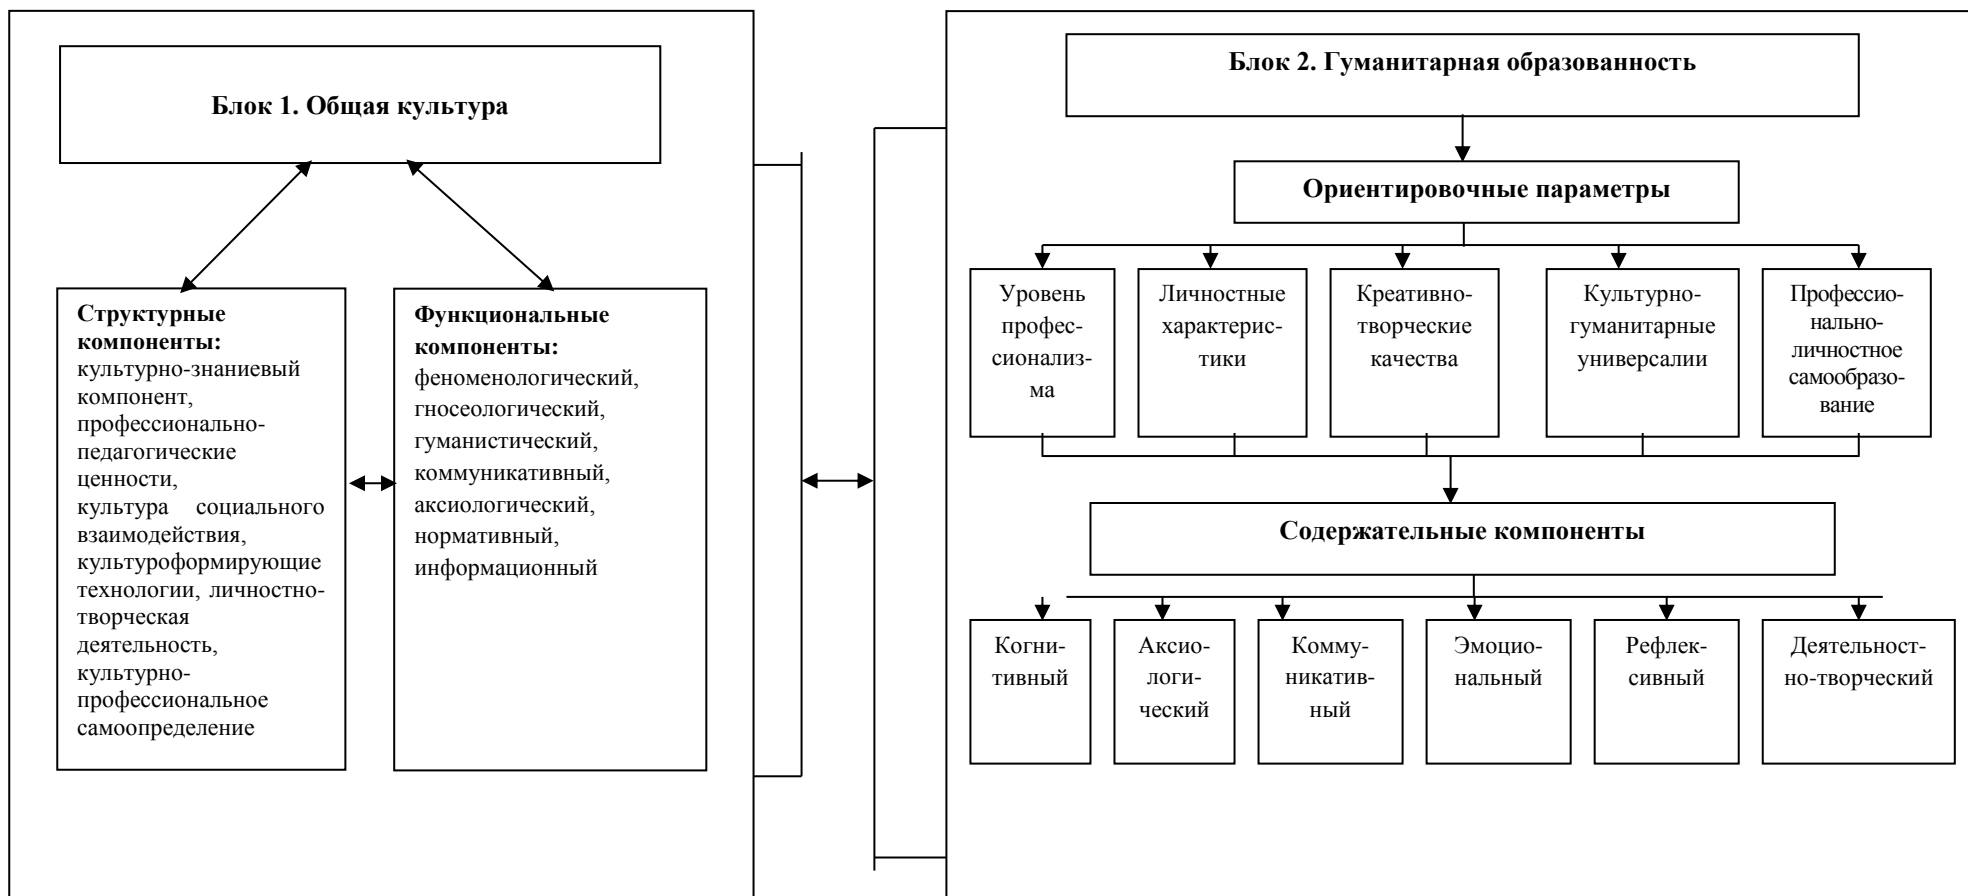 Блок 1. Общая культура
Структурные
компоненты:
культурно-знаниевый
компонент,
профессионально-
педагогические
ценности,
культура социального
взаимодействия,
культуроформирующие
технологии, личностно-
творческая
деятельность,
культурно-
профессиональное
самоопределение
Функциональные
компоненты:
феноменологический,
гносеологический,
гуманистический,
коммуникативный,
аксиологический,
нормативный,
информационный
Блок 2. Гуманитарная образованность
Ориентировочные параметры
Уровень
профес-
сионализ-
ма
Личностные
характерис-
тики
Креативно-
творческие
качества
Культурно-
гуманитарные
универсалии
Профессио-
нально-
личностное
самообразо-
вание
Содержательные компоненты
Когни-
тивный
Аксио-
логи-
ческий
Комму-
никатив-
ный
Эмоцио-
нальный
Рефлек-
сивный
Деятельност-
но-творческий